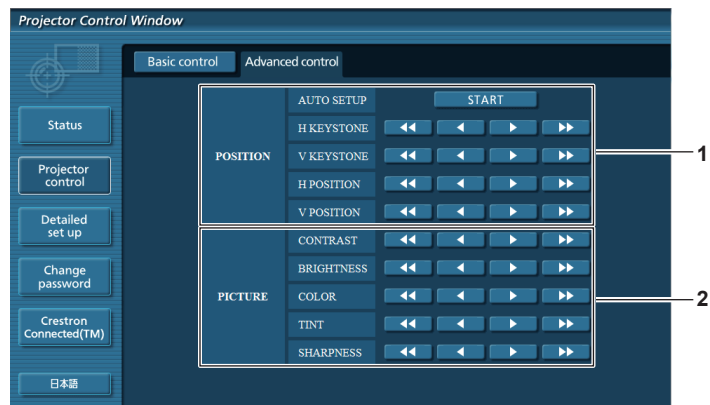 Projector Control Window
Basic control
Advanced control
Status
Projector
control
Detailed
set up
Change
password
Crestron
Connected(TM)
日本語
POSITION
AUTO SETUP START
H KEYSTONE
V KEYSTONE
H POSITION
V POSITION
1
PICTURE
CONTRAST
BRIGHTNESS
COLOR
TINT
SHARPNESS
2